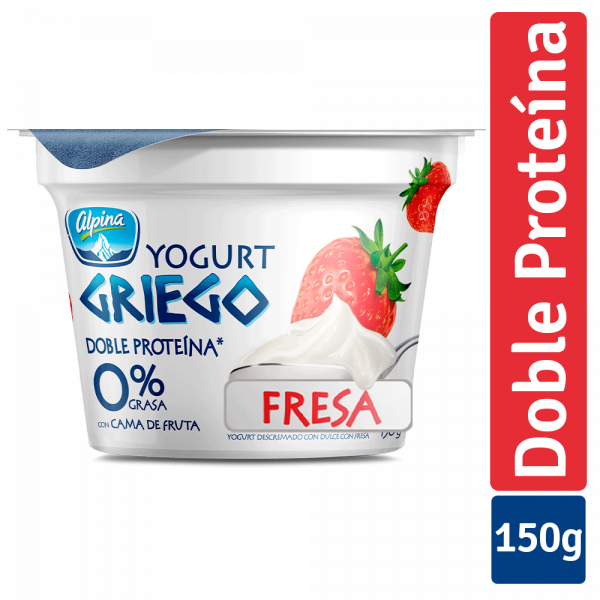 alpina
YOGURT
GRIEGO
DOBLE PROTEÍNA*
0%
GRASA
CON CAMA DE FRUTA
FRESA
YOGURT DESCREMADO CON DULCE CON FRESA
150 g
Doble Proteína
150g